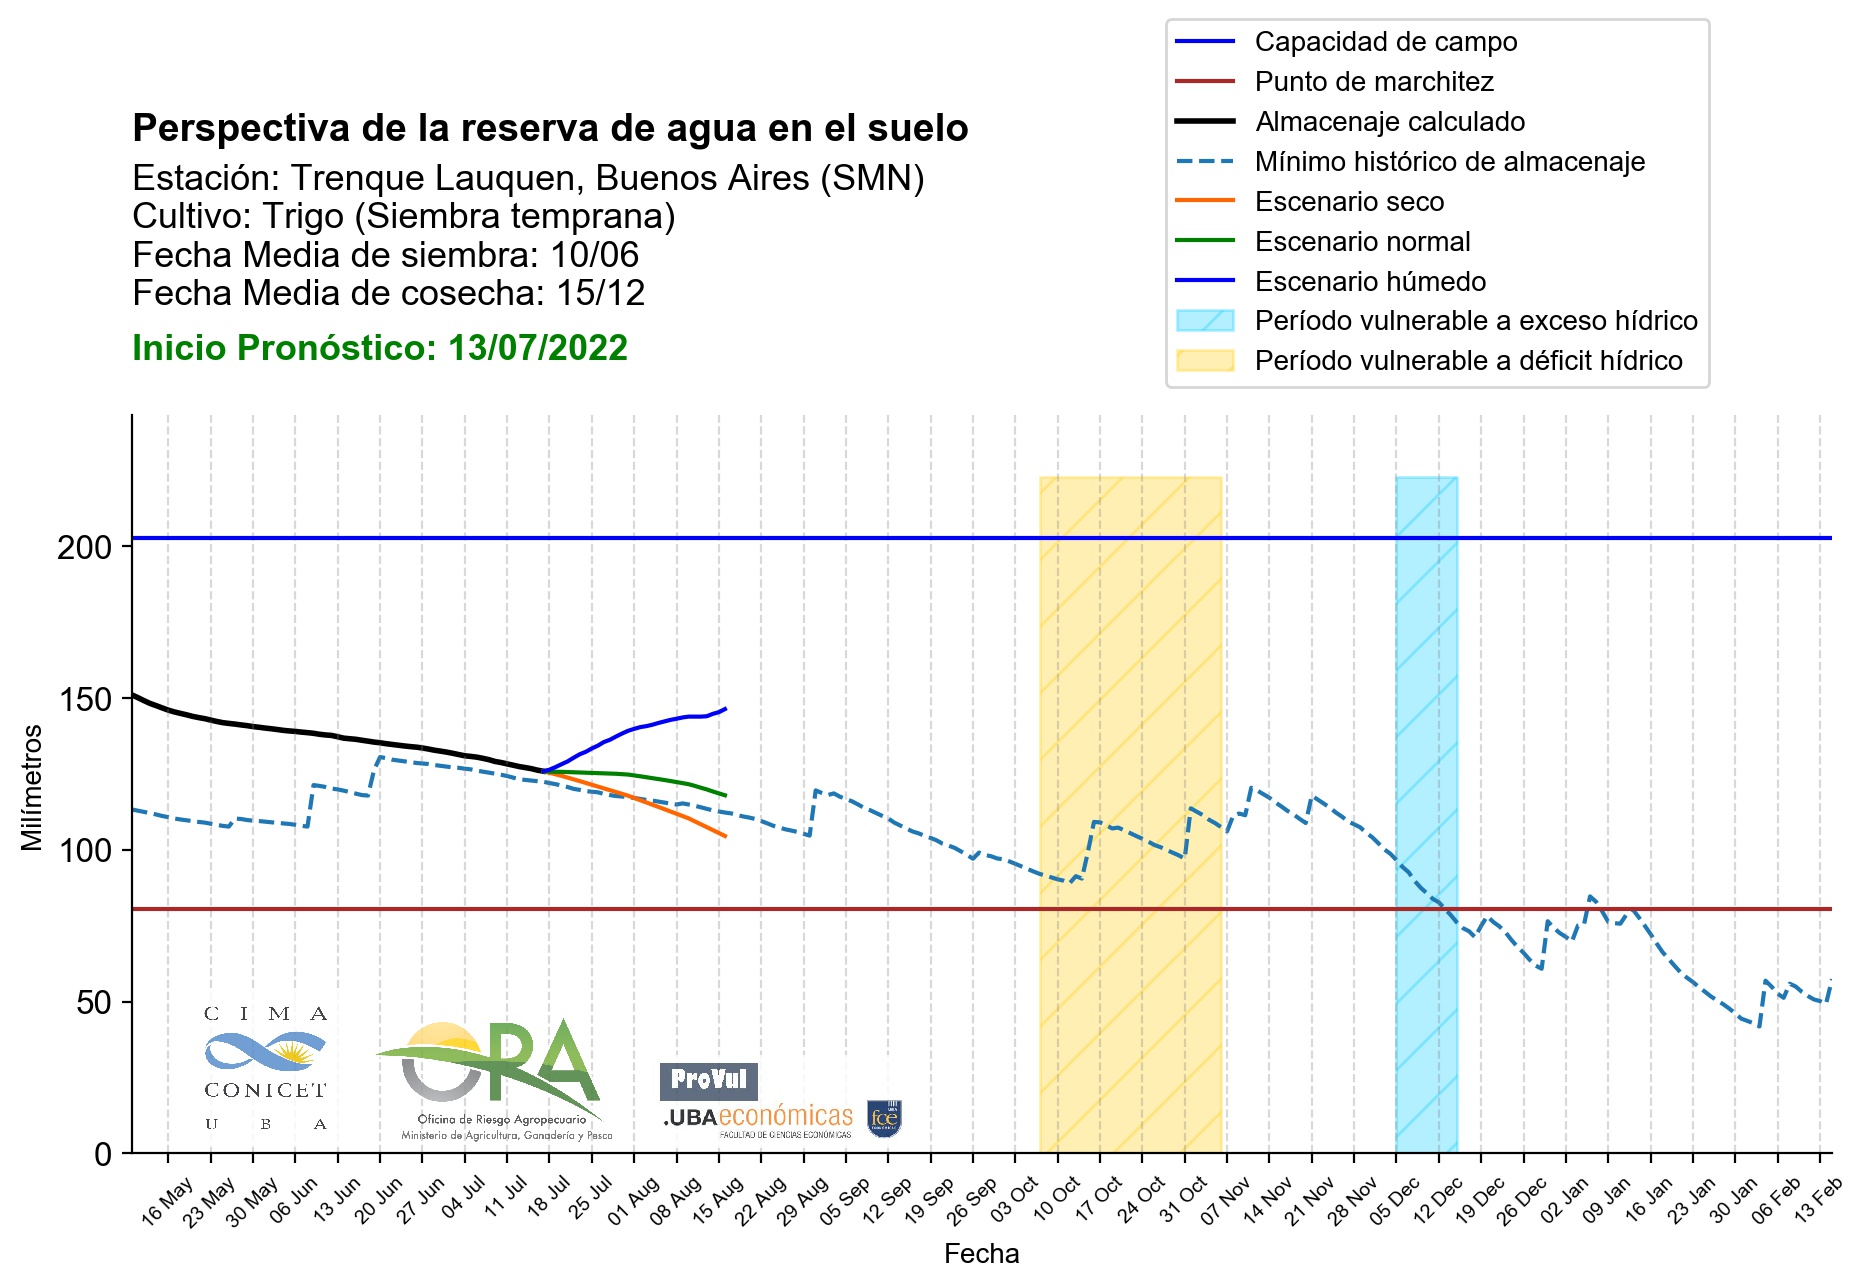 Capacidad de campo
Punto de marchitez
Almacenaje calculado
Mínimo histórico de almacenaje
Escenario seco
Escenario normal
Escenario húmedo
Período vulnerable a exceso hídrico
Período vulnerable a déficit hídrico
Perspectiva de la reserva de agua en el suelo
Estación: Trenque Lauquen, Buenos Aires (SMN)
Cultivo: Trigo (Siembra temprana)
Fecha Media de siembra: 10/06
Fecha Media de cosecha: 15/12
Inicio Pronóstico: 13/07/2022
Milímetros
200
150
100
50
0
CIMA
CONICET
UBA
ORA
Oficina de Riesgo Agropecuario
Ministerio de Agricultura, Ganadería y Pesca
ProVul
.UBAeconómicas
FACULTAD DE CIENCIAS ECONÓMICAS
UBA
fce
ECONÓMICAS
16 May
23 May
30 May
06 Jun
13 Jun
20 Jun
27 Jun
04 Jul
11 Jul
18 Jul
25 Jul
01 Aug
08 Aug
15 Aug
22 Aug
29 Aug
05 Sep
12 Sep
19 Sep
26 Sep
03 Oct
10 Oct
17 Oct
24 Oct
31 Oct
07 Nov
14 Nov
21 Nov
28 Nov
05 Dec
12 Dec
19 Dec
26 Dec
02 Jan
09 Jan
16 Jan
23 Jan
30 Jan
06 Feb
13 Feb
Fecha